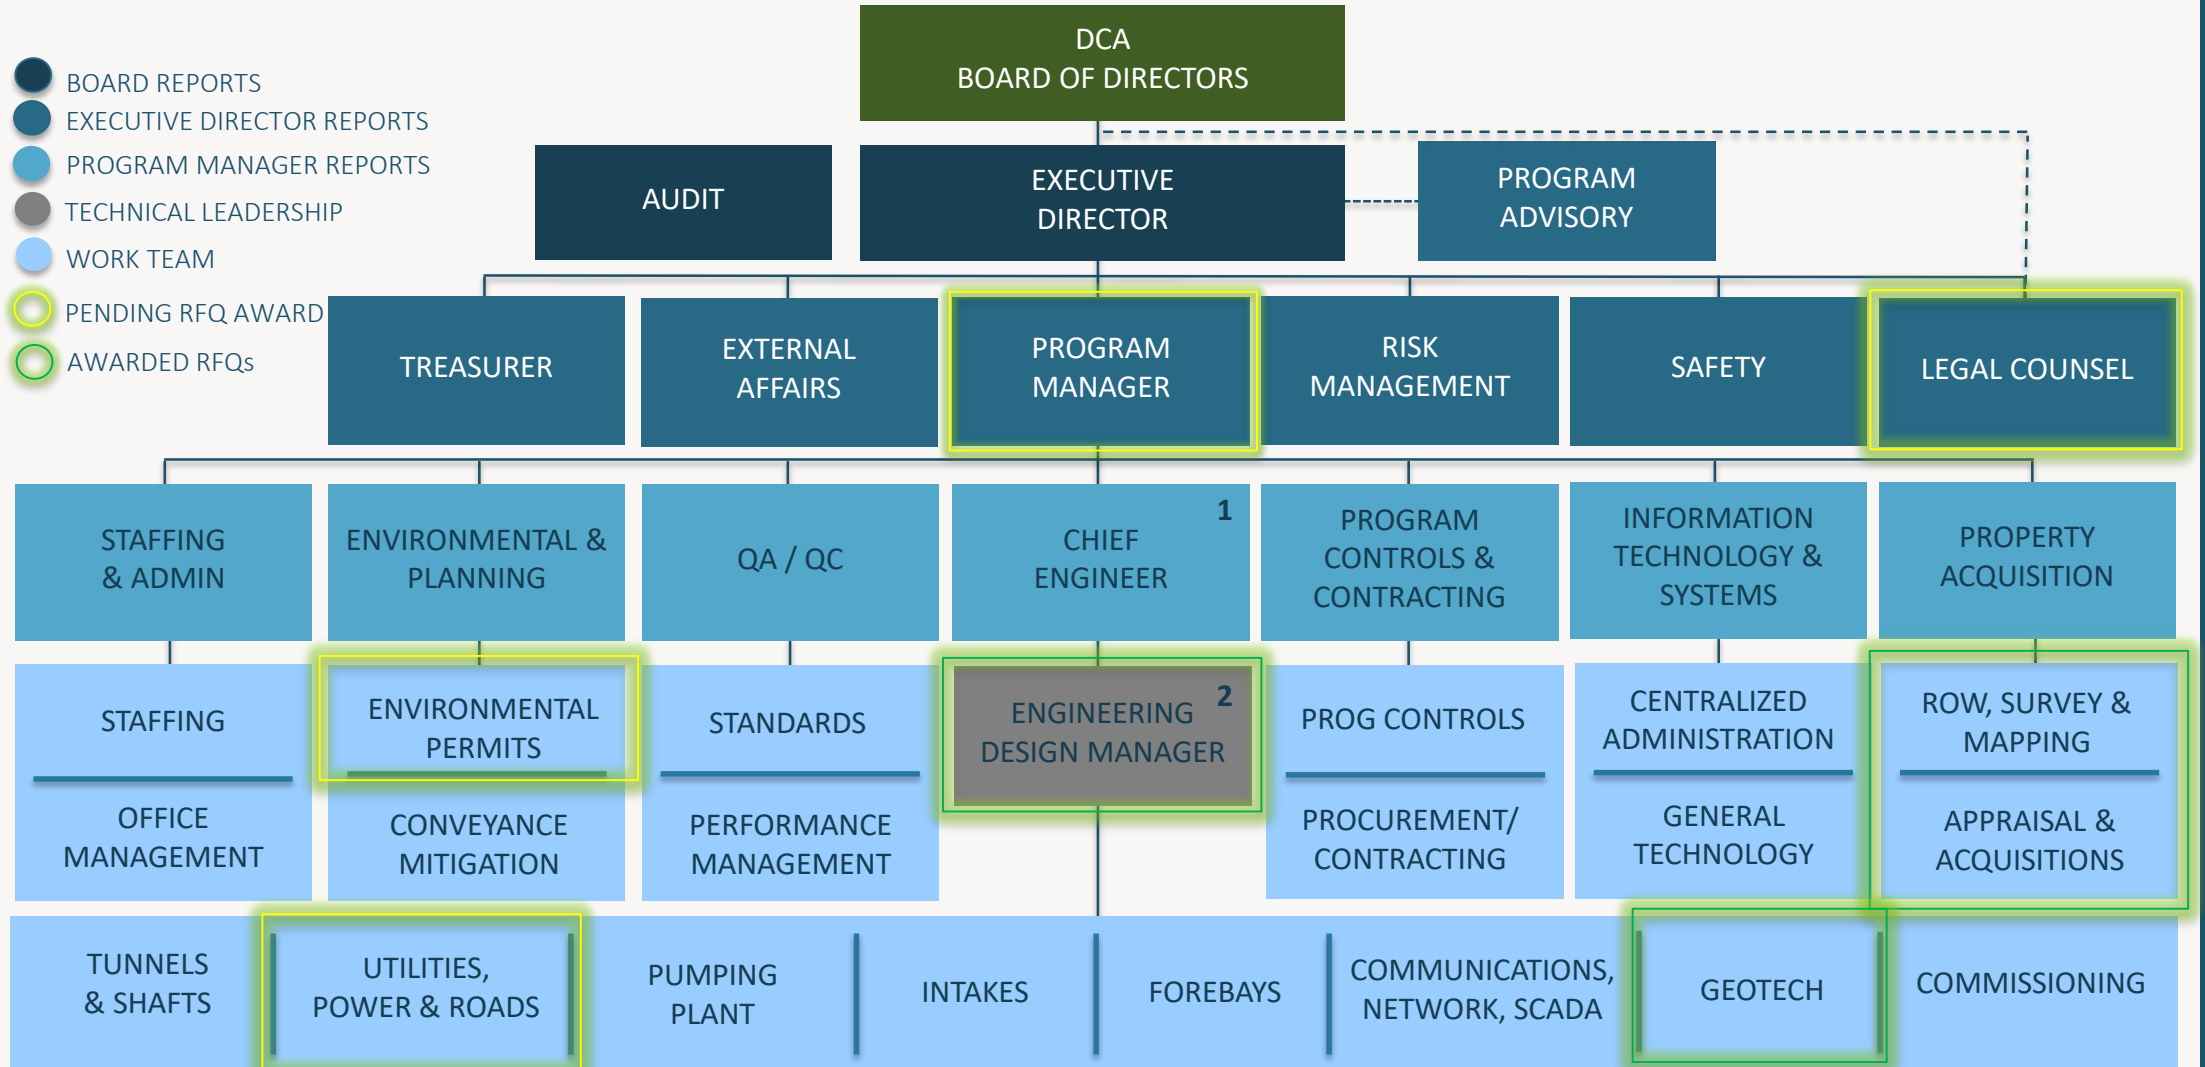 DCA
BOARD OF DIRECTORS
BOARD REPORTS
EXECUTIVE DIRECTOR REPORTS
PROGRAM MANAGER REPORTS
TECHNICAL LEADERSHIP
WORK TEAM
PENDING RFQ AWARD
AWARDED RFQs
AUDIT
EXECUTIVE
DIRECTOR
PROGRAM
ADVISORY
TREASURER
EXTERNAL
AFFAIRS
PROGRAM
MANAGER
RISK
MANAGEMENT
SAFETY
LEGAL COUNSEL
STAFFING
& ADMIN
ENVIRONMENTAL &
PLANNING
QA / QC
1
CHIEF
ENGINEER
PROGRAM
CONTROLS &
CONTRACTING
INFORMATION
TECHNOLOGY &
SYSTEMS
PROPERTY
ACQUISITION
STAFFING
OFFICE
MANAGEMENT
ENVIRONMENTAL
PERMITS
CONVEYANCE
MITIGATION
STANDARDS
PERFORMANCE
MANAGEMENT
2
ENGINEERING
DESIGN MANAGER
PROG CONTROLS
PROCUREMENT/
CONTRACTING
CENTRALIZED
ADMINISTRATION
GENERAL
TECHNOLOGY
ROW, SURVEY &
MAPPING
APPRAISAL &
ACQUISITIONS
TUNNELS
& SHAFTS
UTILITIES,
POWER & ROADS
PUMPING
PLANT
INTAKES
FOREBAYS
COMMUNICATIONS,
NETWORK, SCADA
GEOTECH
COMMISSIONING